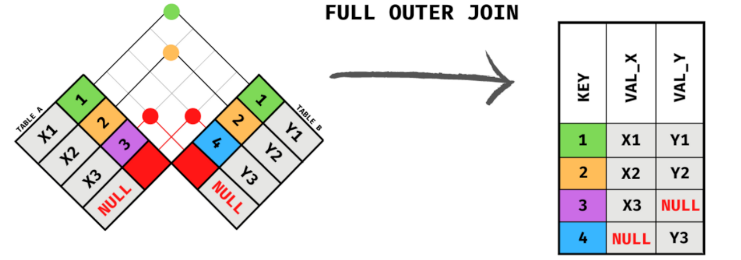 FULL OUTER JOIN
TABLE A
1
2
3
X1
X2
X3
NULL
TABLE B
1
2
4
Y1
Y2
Y3
NULL
KEY VAL_X VAL_Y
1 X1 Y1
2 X2 Y2
3 X3 NULL
4 NULL Y3